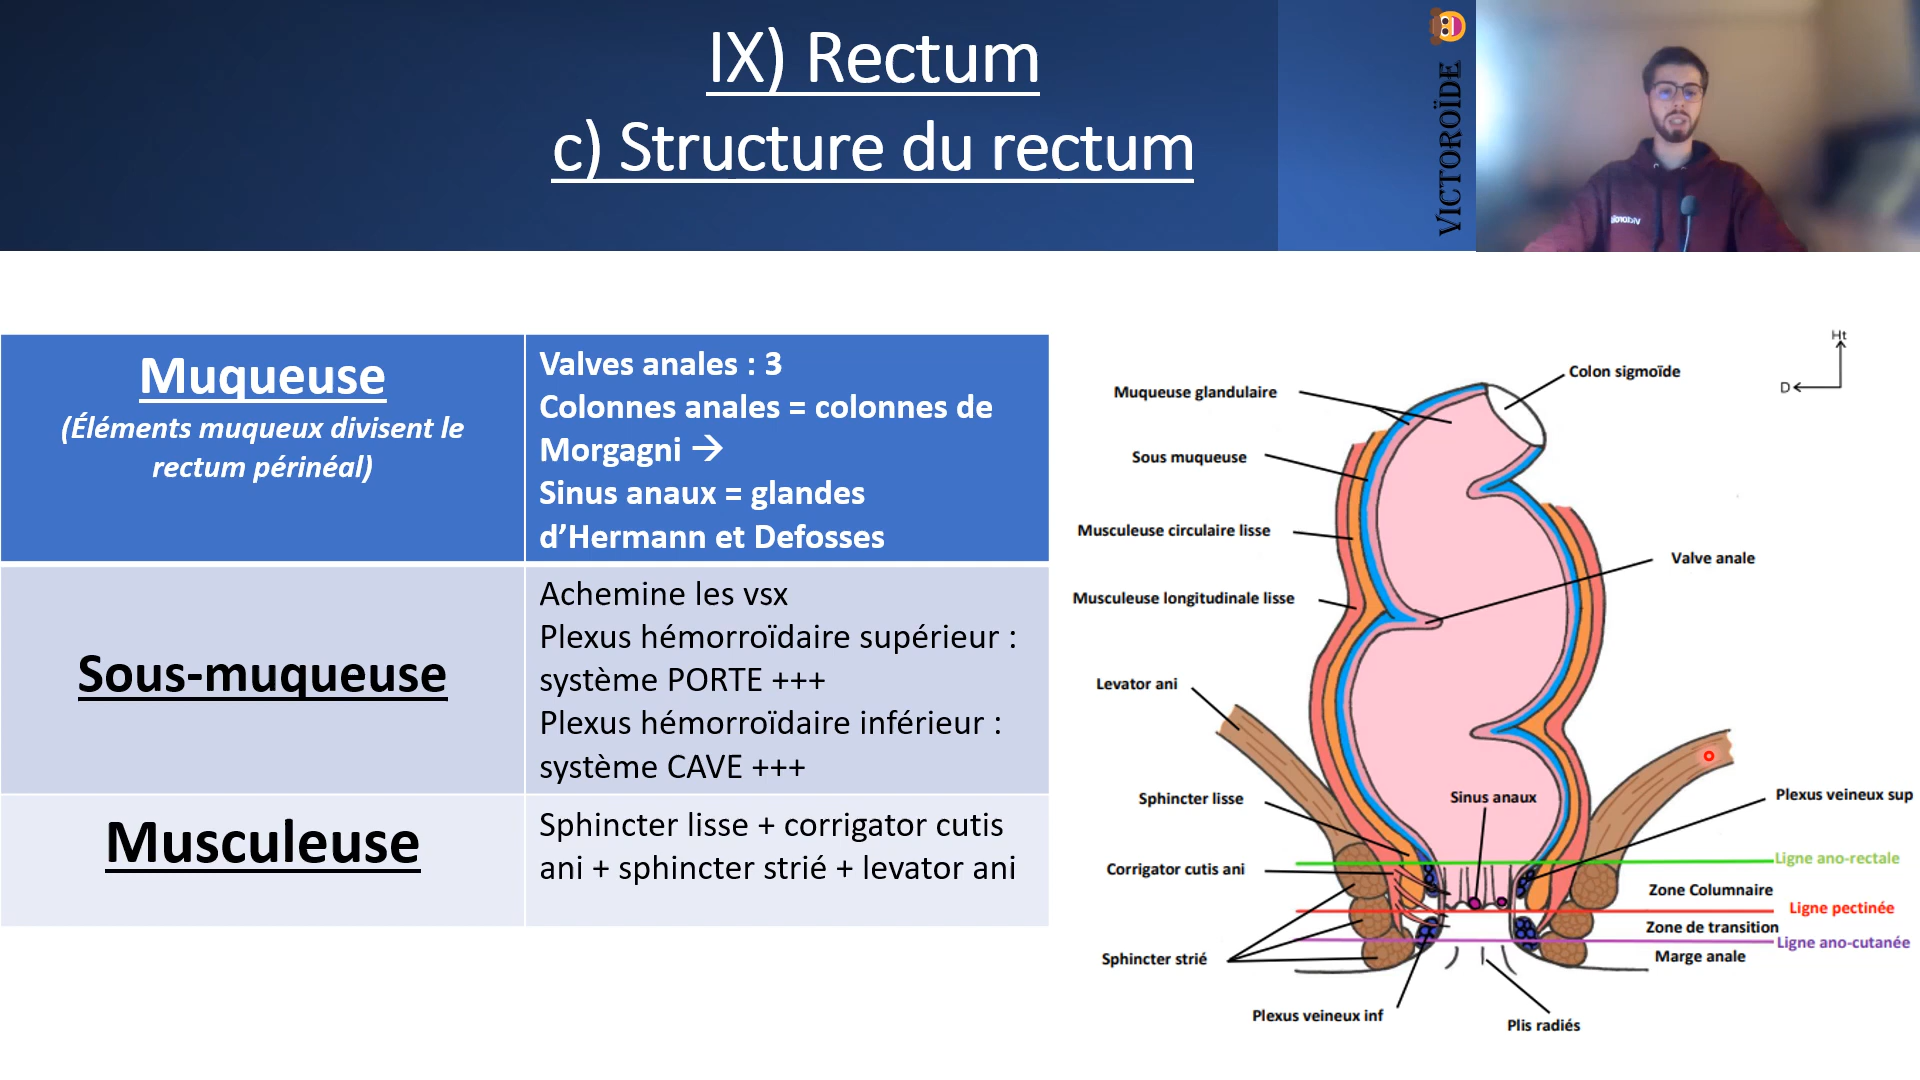 IX) Rectum
c) Structure du rectum
VICTOROÏDE
Muqueuse
(Éléments muqueux divisent le
rectum périnéal)
Valves anales : 3
Colonnes anales = colonnes de
Morgagni →
Sinus anaux = glandes
d’Hermann et Defosses
Sous-muqueuse
Achemine les vsx
Plexus hémorroïdaire supérieur :
système PORTE +++
Plexus hémorroïdaire inférieur :
système CAVE +++
Musculeuse
Sphincter lisse + corrigator cutis
ani + sphincter strié + levator ani
Ht
D
Colon sigmoïde
Muqueuse glandulaire
Sous muqueuse
Musculeuse circulaire lisse
Valve anale
Musculeuse longitudinale lisse
Levator ani
Sphincter lisse
Sinus anaux
Plexus veineux sup
Ligne ano-rectale
Corrigator cutis ani
Zone Columnaire
Ligne pectinée
Zone de transition
Ligne ano-cutanée
Sphincter strié
Marge anale
Plexus veineux inf
Plis radiés